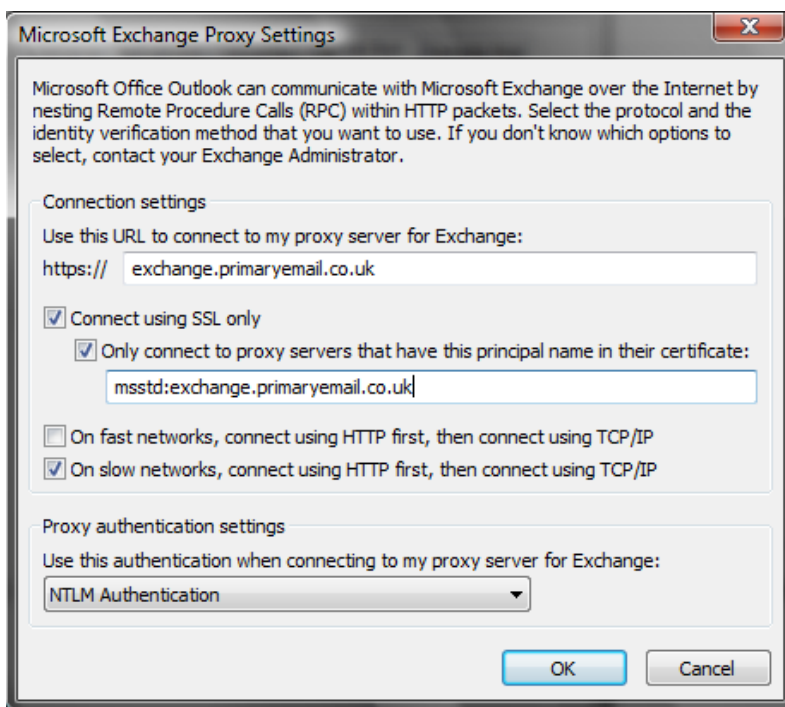 Microsoft Exchange Proxy Settings
Microsoft Office Outlook can communicate with Microsoft Exchange over the Internet by
nesting Remote Procedure Calls (RPC) within HTTP packets. Select the protocol and the
identity verification method that you want to use. If you don't know which options to
select, contact your Exchange Administrator.
Connection settings
Use this URL to connect to my proxy server for Exchange:
https:// exchange.primaryemail.co.uk
Connect using SSL only
Only connect to proxy servers that have this principal name in their certificate:
msstd:exchange.primaryemail.co.uk
On fast networks, connect using HTTP first, then connect using TCP/IP
On slow networks, connect using HTTP first, then connect using TCP/IP
Proxy authentication settings
Use this authentication when connecting to my proxy server for Exchange:
NTLM Authentication
OK Cancel